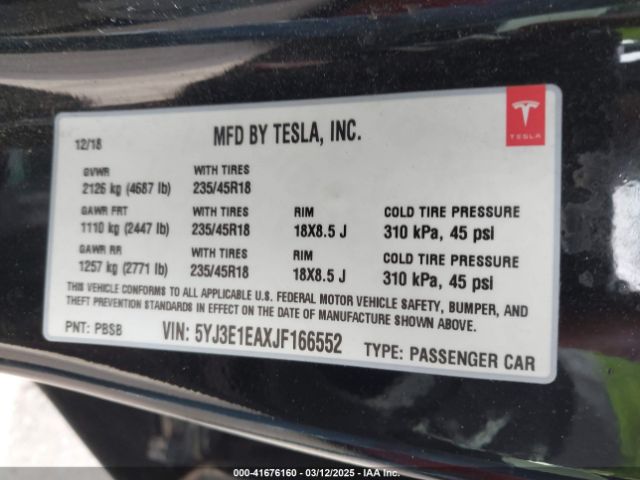 TESLA
12/18 MFD BY TESLA, INC.
GVWR WITH TIRES
2126 kg (4687 lb) 235/45R18
GAWR FRT WITH TIRES RIM COLD TIRE PRESSURE
1110 kg (2447 lb) 235/45R18 18X8.5 J 310 kPa, 45 psi
GAWR RR WITH TIRES RIM COLD TIRE PRESSURE
1257 kg (2771 lb) 235/45R18 18X8.5 J 310 kPa, 45 psi
THIS VEHICLE CONFORMS TO ALL APPLICABLE U.S. FEDERAL MOTOR VEHICLE SAFETY, BUMPER, AND
THEFT PREVENTION STANDARDS IN EFFECT ON THE DATE OF MANUFACTURE SHOWN ABOVE.
PNT: PBSB VIN: 5YJ3E1EAXJF166552 TYPE: PASSENGER CAR
000-41676160 - 03/12/2025 - IAA Inc.